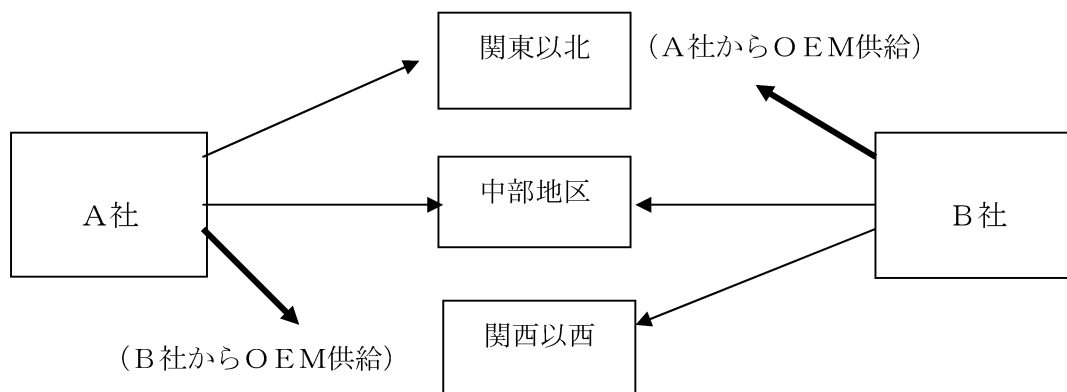 関東以北
（A社からOEM供給）
A社
中部地区
B社
関西以西
（B社からOEM供給）